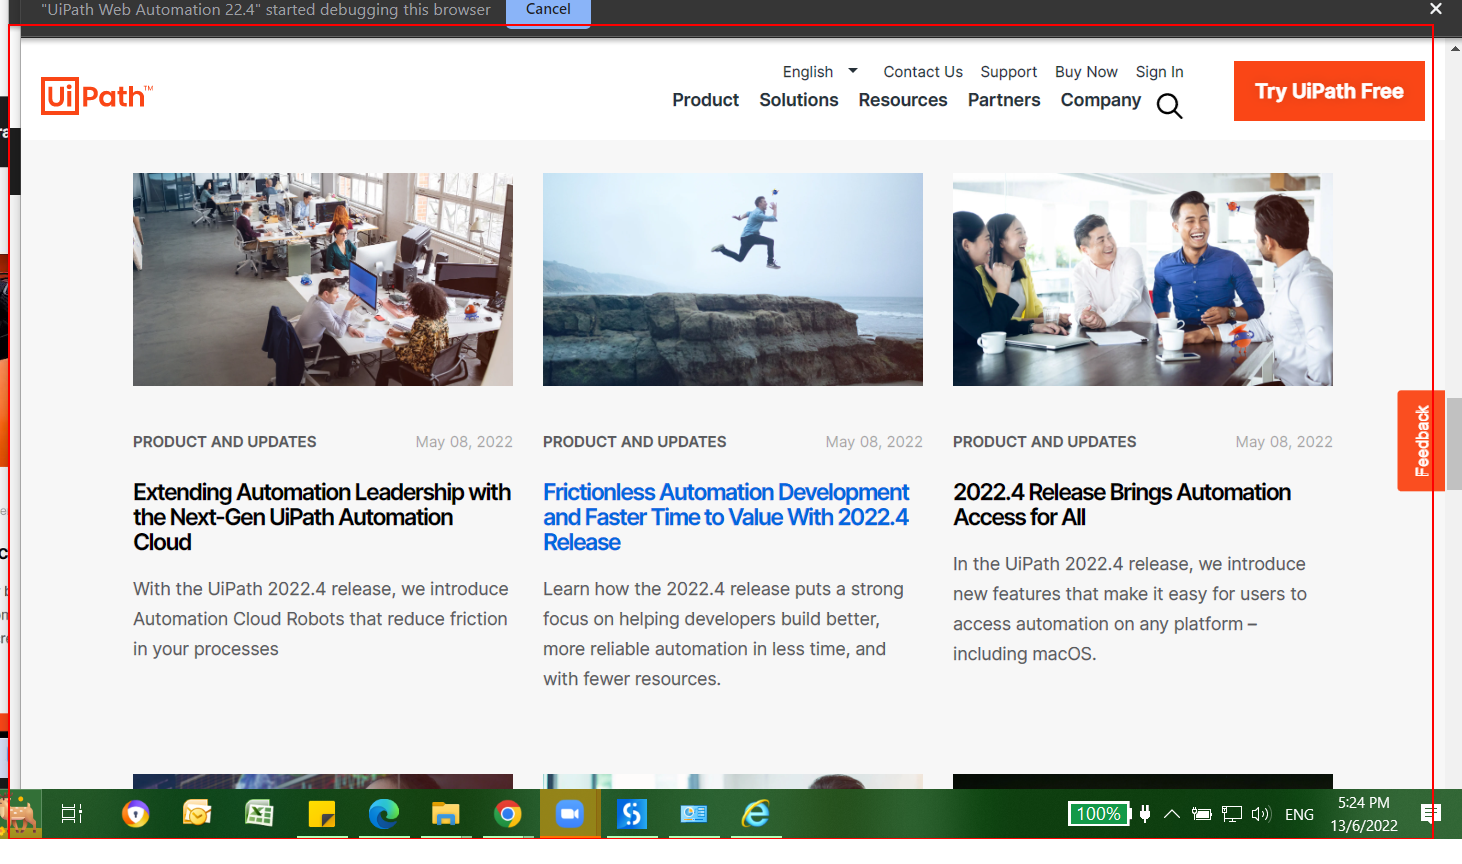 "UiPath Web Automation 22.4" started debugging this browser
Cancel
English
Contact Us
Support
Buy Now
Sign In
Try UiPath Free
UiPath™
Product
Solutions
Resources
Partners
Company
PRODUCT AND UPDATES
May 08, 2022
Extending Automation Leadership with
the Next-Gen UiPath Automation
Cloud
With the UiPath 2022.4 release, we introduce
Automation Cloud Robots that reduce friction
in your processes
PRODUCT AND UPDATES
May 08, 2022
Frictionless Automation Development
and Faster Time to Value With 2022.4
Release
Learn how the 2022.4 release puts a strong
focus on helping developers build better,
more reliable automation in less time, and
with fewer resources.
PRODUCT AND UPDATES
May 08, 2022
2022.4 Release Brings Automation
Access for All
In the UiPath 2022.4 release, we introduce
new features that make it easy for users to
access automation on any platform –
including macOS.
Feedback
100%
ENG
5:24 PM
13/6/2022